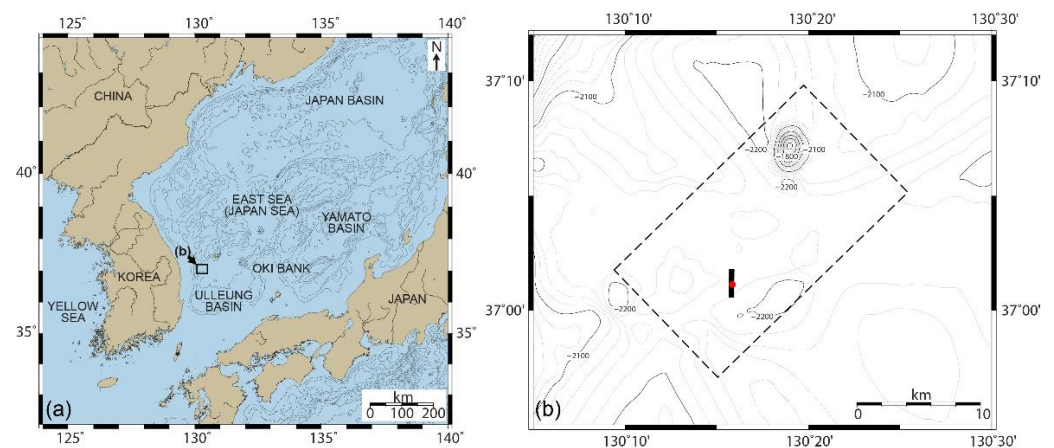 125˚ 130˚ 135˚ 140˚
N
CHINA
JAPAN BASIN
40˚
EAST SEA
(JAPAN SEA)
YAMATO
BASIN
(b)
KOREA
OKI BANK
ULLEUNG
BASIN
JAPAN
YELLOW
SEA
35˚
km
0 100 200
(a)
125˚ 130˚ 135˚ 140˚
130˚10' 130˚20' 130˚30'
37˚10' 37˚10'
−2100
−2100
−2200
−2100
−1800
−2200
37˚00' 37˚00'
−2200
−2200
−2100
km
0 10
(b)
130˚10' 130˚20' 130˚30'